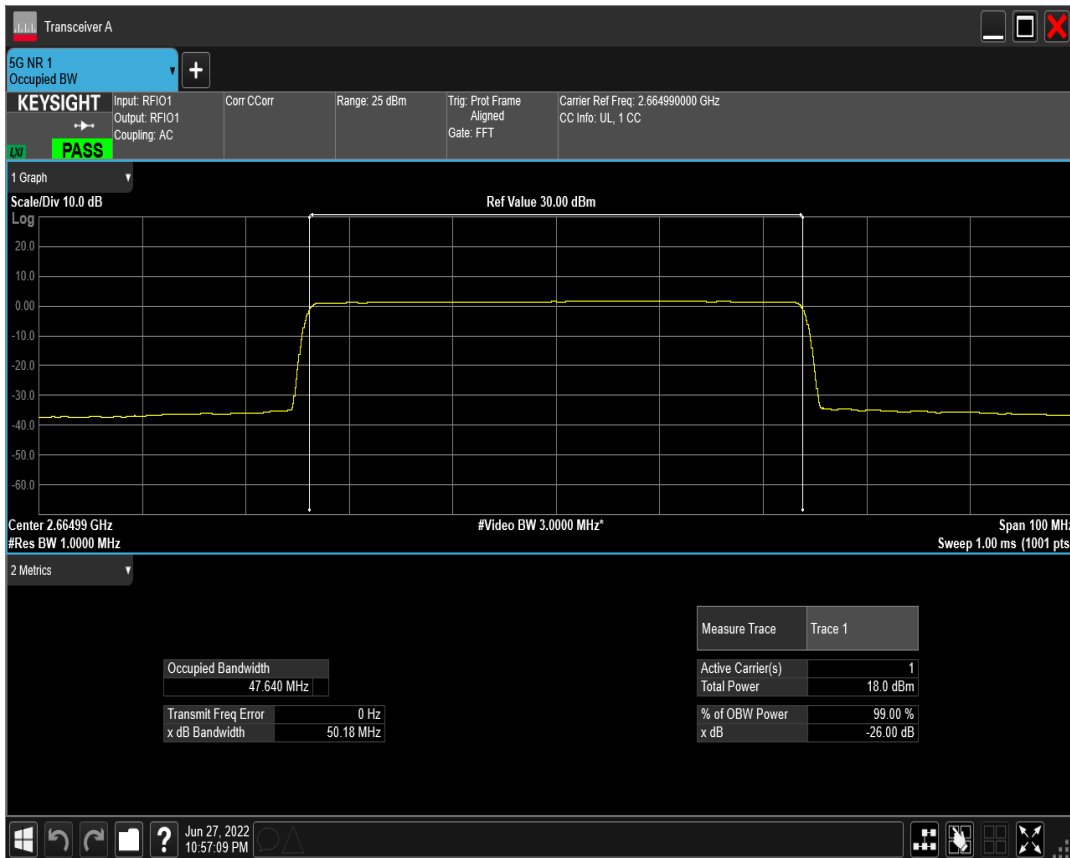 Transceiver A
5G NR 1
Occupied BW
+
KEYSIGHT
LXI
PASS
Input: RFIO1
Output: RFIO1
Coupling: AC
Corr CCorr
Range: 25 dBm
Trig: Prot Frame
Aligned
Gate: FFT
Carrier Ref Freq: 2.664990000 GHz
CC Info: UL, 1 CC
1 Graph
Scale/Div 10.0 dB
Ref Value 30.00 dBm
Log
20.0
10.0
0.00
-10.0
-20.0
-30.0
-40.0
-50.0
-60.0
Center 2.66499 GHz
#Video BW 3.0000 MHz*
Span 100 MHz
#Res BW 1.0000 MHz
Sweep 1.00 ms (1001 pts
2 Metrics
Measure Trace Trace 1
Occupied Bandwidth
47.640 MHz
Active Carrier(s) 1
Total Power 18.0 dBm
Transmit Freq Error 0 Hz
x dB Bandwidth 50.18 MHz
% of OBW Power 99.00 %
x dB -26.00 dB
?
Jun 27, 2022
10:57:09 PM